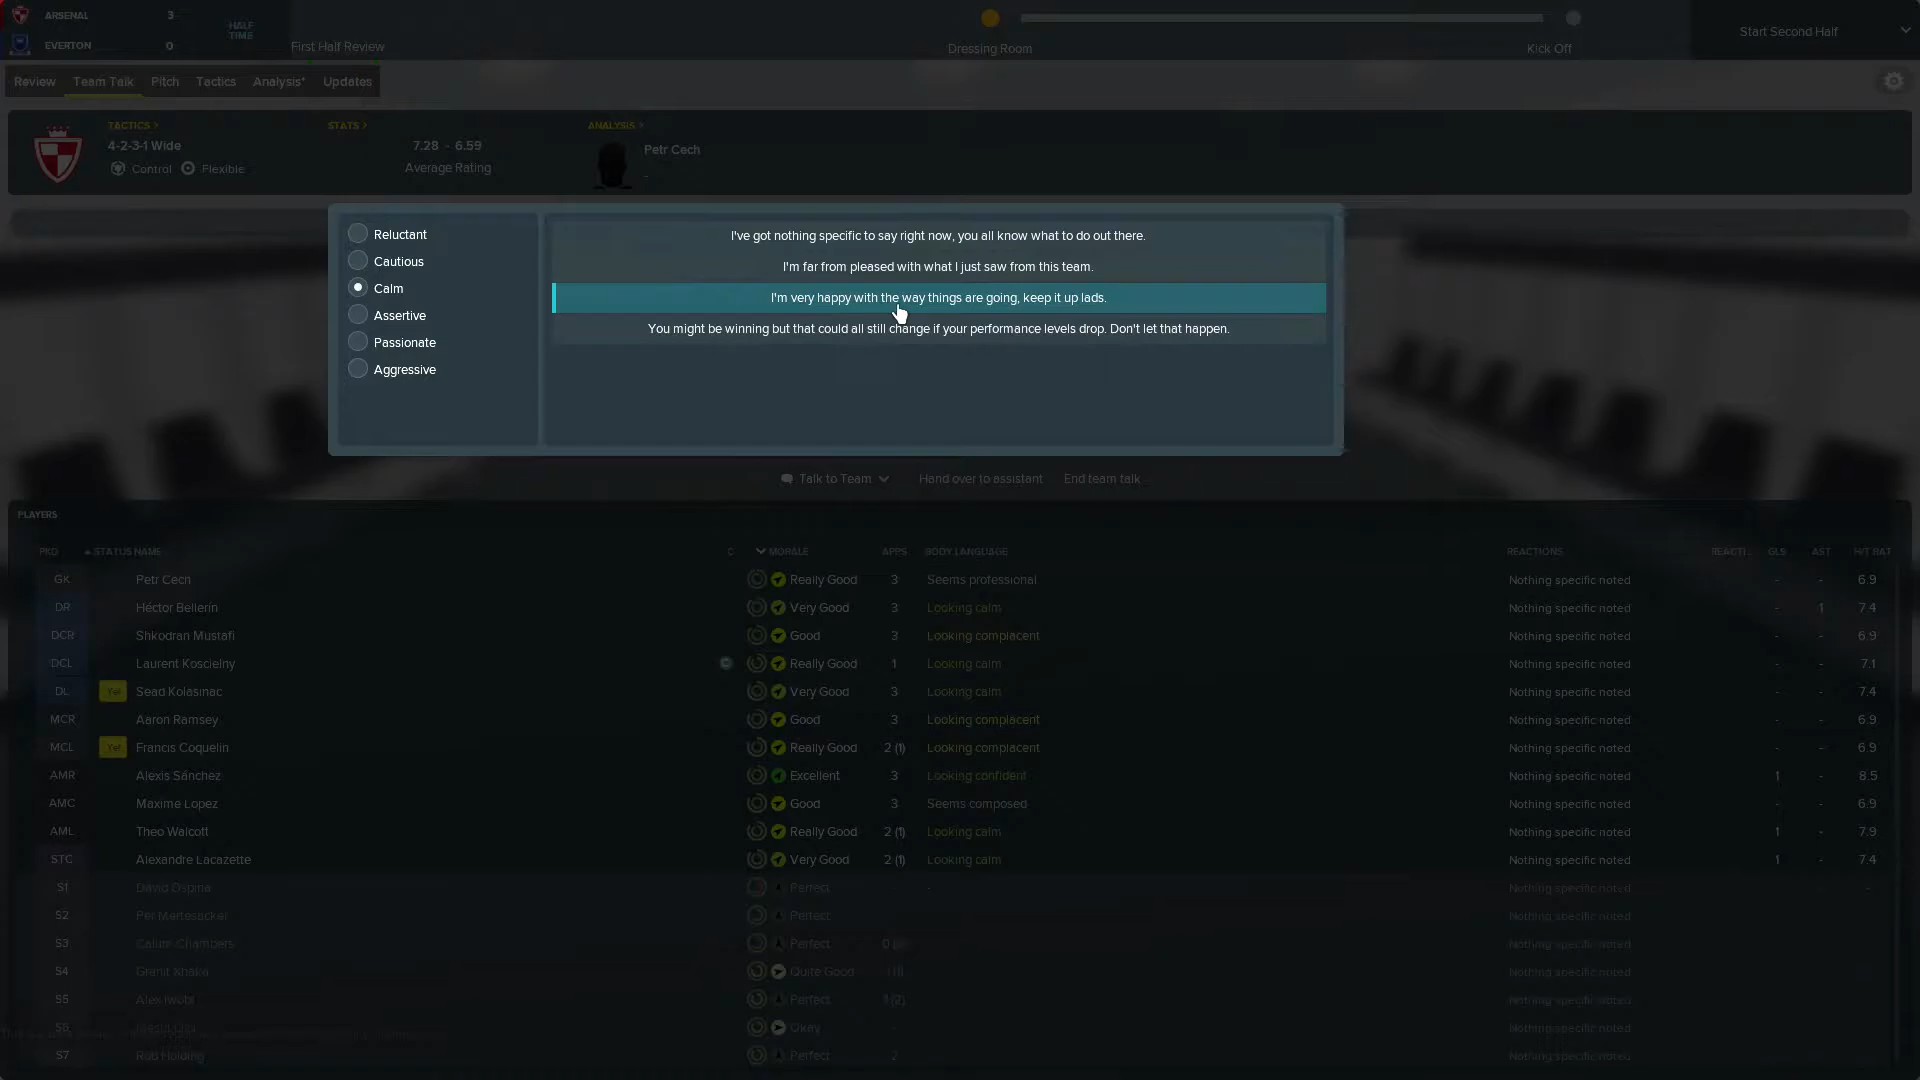 ARSENAL 3
EVERTON 0
HALF TIME
First Half Review
Dressing Room
Kick Off
Start Second Half
Review Team Talk Pitch Tactics Analysis* Updates
TACTICS >
4-2-3-1 Wide
Control Flexible
STATS >
7.28 - 6.59
Average Rating
ANALYSIS >
Petr Cech
-
Reluctant
Cautious
Calm
Assertive
Passionate
Aggressive
I've got nothing specific to say right now, you all know what to do out there.
I'm far from pleased with what I just saw from this team.
I'm very happy with the way things are going, keep it up lads.
You might be winning but that could all still change if your performance levels drop. Don't let that happen.
Talk to Team Hand over to assistant End team talk
PLAYERS
PKD STATUS NAME C MORALE APPS BODY LANGUAGE REACTIONS REACTI... GLS AST H/T RAT
GK Petr Cech Really Good 3 Seems professional Nothing specific noted - - 6.9
DR Héctor Bellerín Very Good 3 Looking calm Nothing specific noted - 1 7.4
DCR Shkodran Mustafi Good 3 Looking complacent Nothing specific noted - - 6.9
DCL Laurent Koscielny C Really Good 1 Looking calm Nothing specific noted - - 7.1
DL Yel Sead Kolasinac Very Good 3 Looking calm Nothing specific noted - - 7.4
MCR Aaron Ramsey Good 3 Looking complacent Nothing specific noted - - 6.9
MCL Yel Francis Coquelin Really Good 2 (1) Looking complacent Nothing specific noted - - 6.9
AMR Alexis Sánchez Excellent 3 Looking confident Nothing specific noted 1 - 8.5
AMC Maxime Lopez Good 3 Seems composed Nothing specific noted - - 6.9
AML Theo Walcott Really Good 2 (1) Looking calm Nothing specific noted 1 - 7.9
STC Alexandre Lacazette Very Good 2 (1) Looking calm Nothing specific noted 1 - 7.4
S1 David Ospina Perfect - Nothing specific noted -
S2 Per Mertesacker Perfect Nothing specific noted
S3 Calum Chambers Perfect Nothing specific noted
S4 Granit Xhaka Quite Good Nothing specific noted
S5 Alex Iwobi Perfect 1 (2) Nothing specific noted
S6 Okay Nothing specific noted
S7 Rob Holding Perfect 2 Nothing specific noted